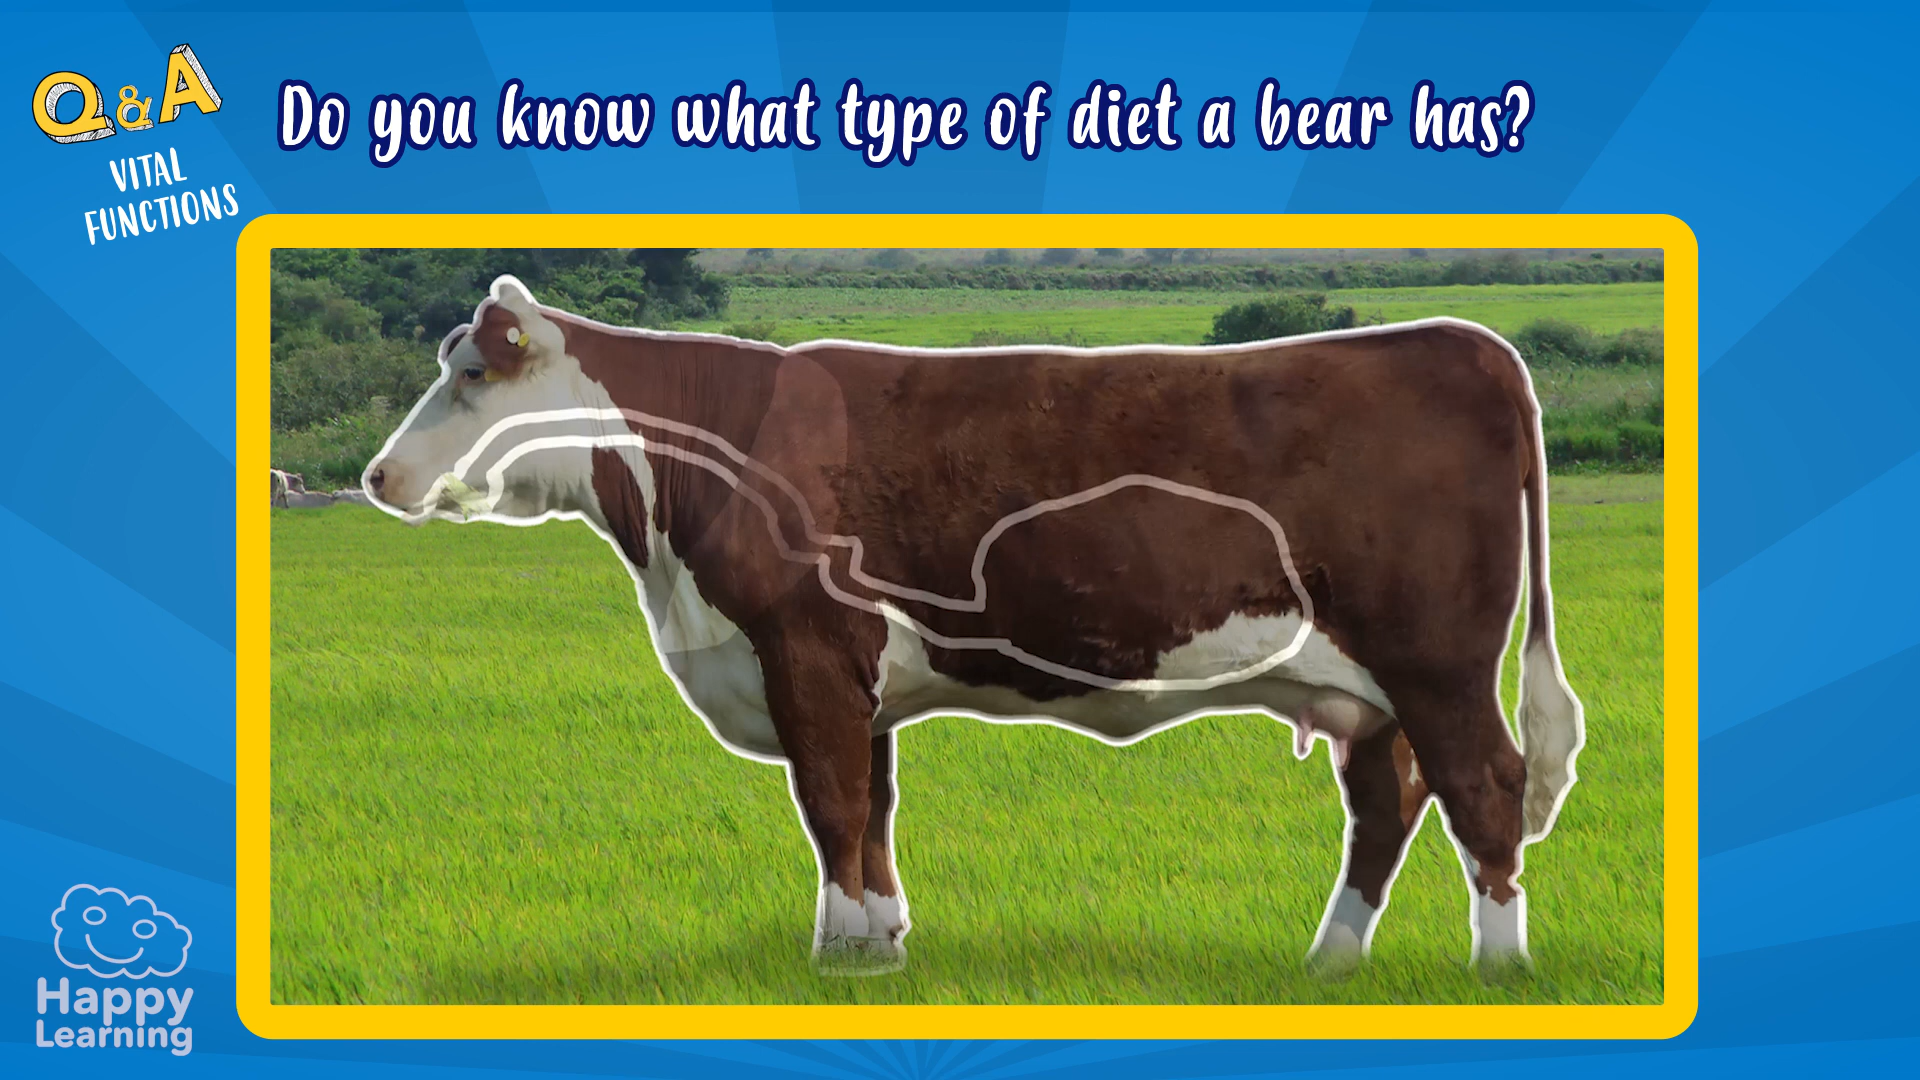 Q&A
VITAL
FUNCTIONS
Do you know what type of diet a bear has?
Happy
Learning